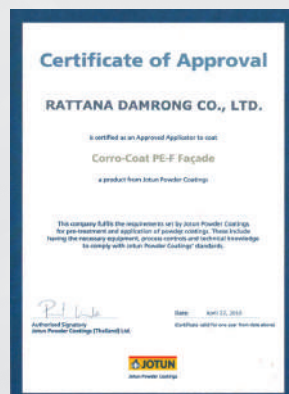 Certificate of Approval
RATTANA DAMRONG CO., LTD.
is certified as an Approved Applicator to coat
Corro-Coat PE-F Façade
a product from Jotun Powder Coatings
This company fulfils the requirements set by Jotun Powder Coatings
for pre-treatment and application of powder coatings. These include
having the necessary equipment, process controls and technical knowledge
to comply with Jotun Powder Coatings' standards.
Authorised Signatory
Jotun Powder Coatings (Thailand) Ltd.
Date: April
Certificate valid for one year from date above
JOTUN
Jotun Powder Coatings